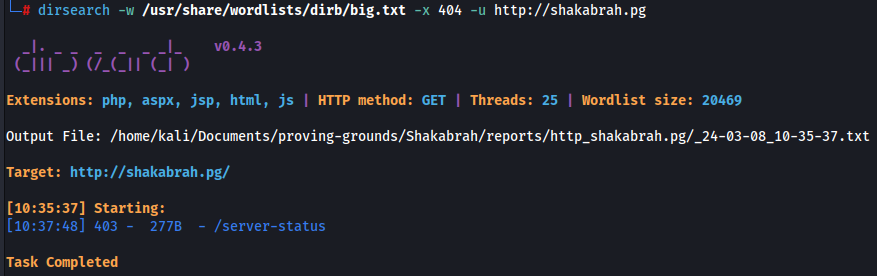 # dirsearch -w /usr/share/wordlists/dirb/big.txt -x 404 -u http://shakabrah.pg
_|. _ _  _  _  _ _|_    v0.4.3
(_||| _) (/_(_|| (_| )
Extensions: php, aspx, jsp, html, js | HTTP method: GET | Threads: 25 | Wordlist size: 20469
Output File: /home/kali/Documents/proving-grounds/Shakabrah/reports/http_shakabrah.pg/_24-03-08_10-35-37.txt
Target: http://shakabrah.pg/
[10:35:37] Starting:
[10:37:48] 403 -  277B  - /server-status
Task Completed